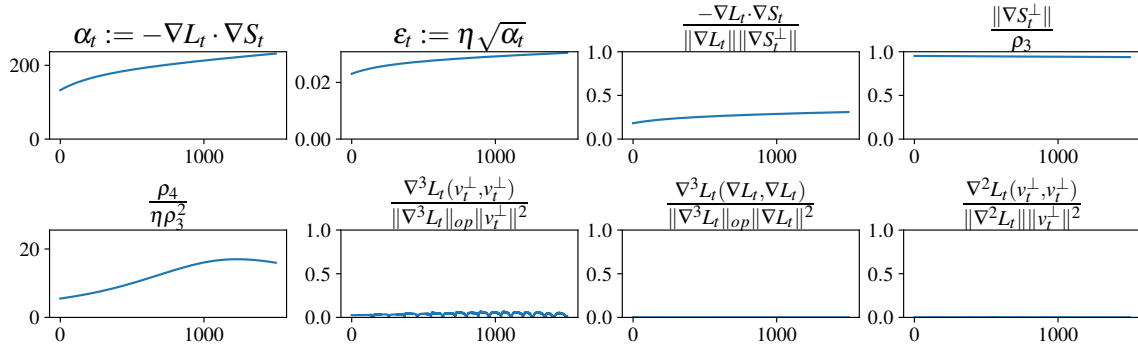 α_t := −∇L_t · ∇S_t
ε_t := η√α_t
−∇L_t·∇S_t
‖∇L_t‖‖∇S_t^⊥‖
‖∇S_t^⊥‖
ρ_3
200
0
0
1000
0.02
0.00
0
1000
1.0
0.5
0.0
0
1000
1.0
0.5
0.0
0
1000
ρ_4
ηρ_3^2
∇^3L_t(v_t^⊥,v_t^⊥)
‖∇^3L_t‖_{op}‖v_t^⊥‖^2
∇^3L_t(∇L_t,∇L_t)
‖∇^3L_t‖_{op}‖∇L_t‖^2
∇^2L_t(v_t^⊥,v_t^⊥)
‖∇^2L_t‖‖v_t^⊥‖^2
20
0
0
1000
1.0
0.5
0.0
0
1000
1.0
0.5
0.0
0
1000
1.0
0.5
0.0
0
1000